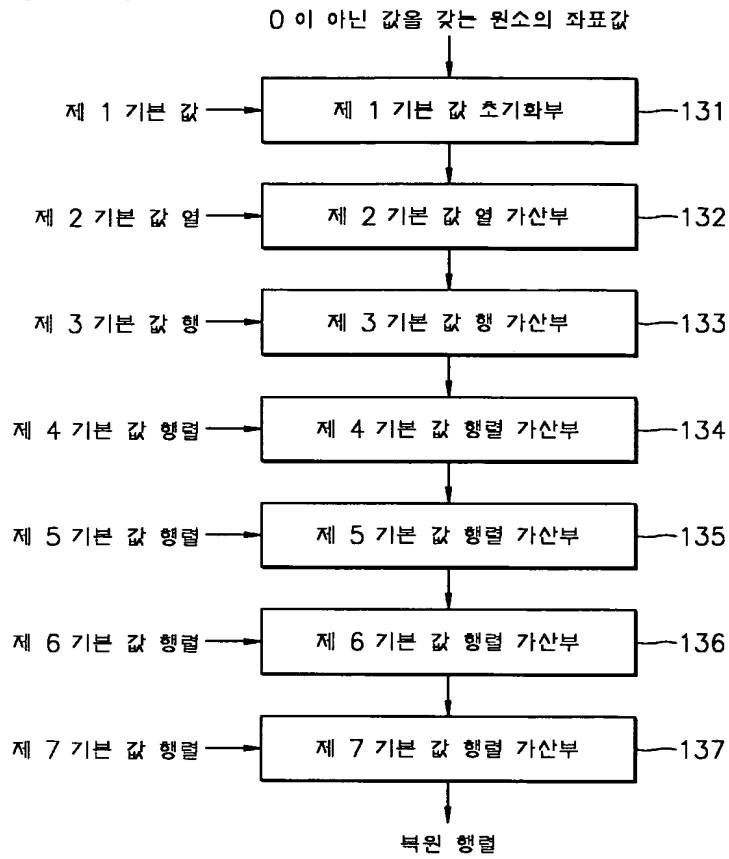 0 이 아닌 값을 갖는 원소의 좌표값
제 1 기본 값
제 1 기본 값 초기화부
131
제 2 기본 값 열
제 2 기본 값 열 가산부
132
제 3 기본 값 행
제 3 기본 값 행 가산부
133
제 4 기본 값 행렬
제 4 기본 값 행렬 가산부
134
제 5 기본 값 행렬
제 5 기본 값 행렬 가산부
135
제 6 기본 값 행렬
제 6 기본 값 행렬 가산부
136
제 7 기본 값 행렬
제 7 기본 값 행렬 가산부
137
복원 행렬